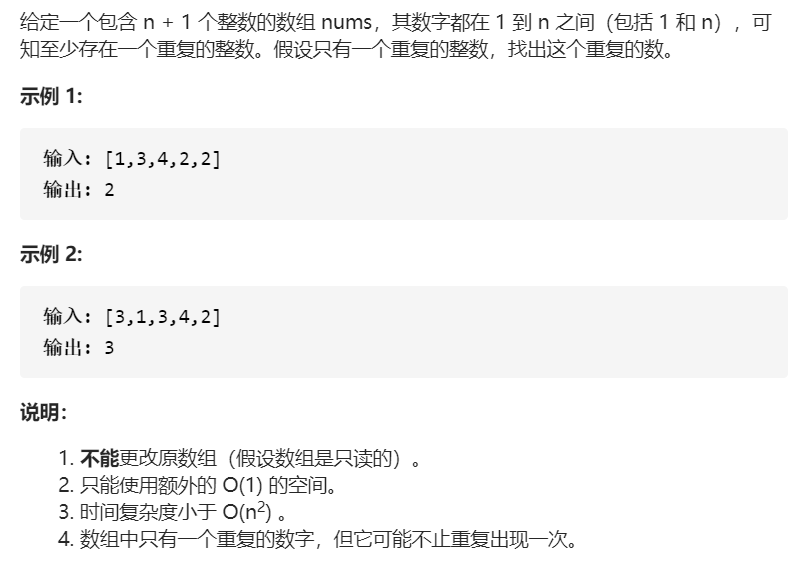 给定一个包含 n + 1 个整数的数组 nums，其数字都在 1 到 n 之间（包括 1 和 n），可
知至少存在一个重复的整数。假设只有一个重复的整数，找出这个重复的数。
示例 1:
输入: [1,3,4,2,2]
输出: 2
示例 2:
输入: [3,1,3,4,2]
输出: 3
说明：
1. 不能更改原数组（假设数组是只读的）。
2. 只能使用额外的 O(1) 的空间。
3. 时间复杂度小于 O(n²) 。
4. 数组中只有一个重复的数字，但它可能不止重复出现一次。